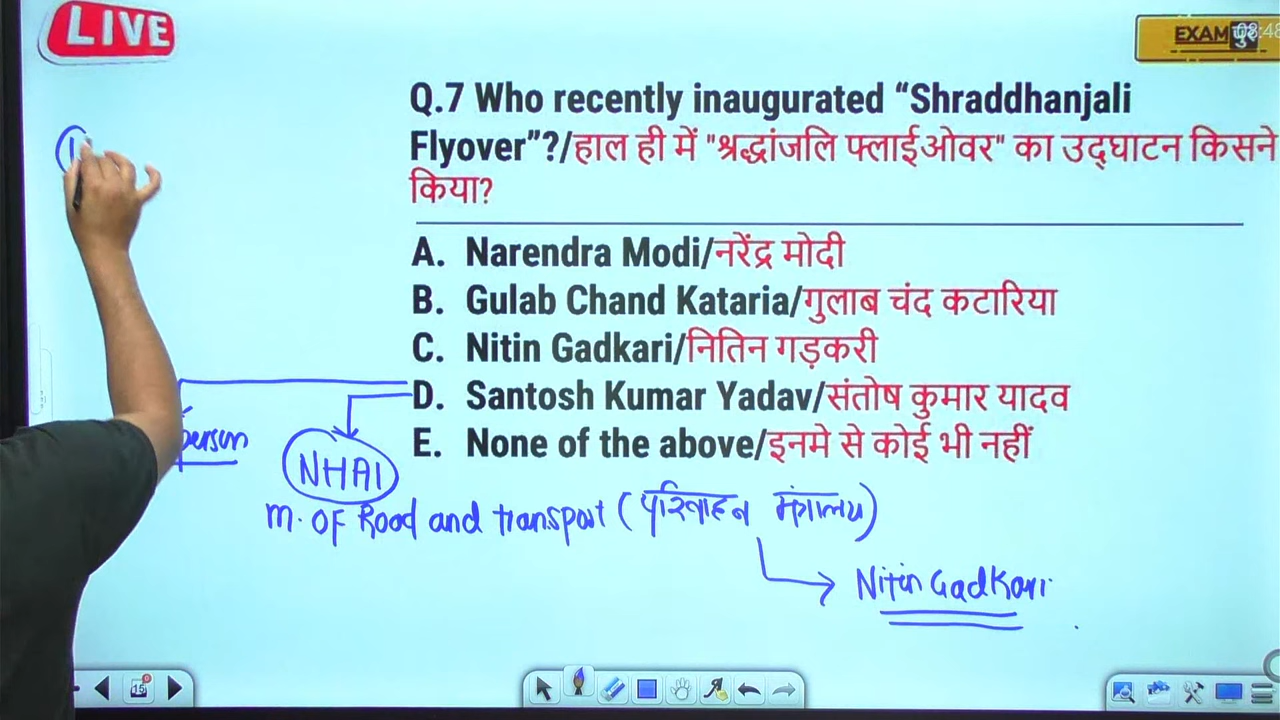 LIVE
EXAM पुर
Q.7 Who recently inaugurated “Shraddhanjali
Flyover”?/हाल ही में "श्रद्धांजलि फ्लाईओवर" का उद्घाटन किसने
किया?
A. Narendra Modi/नरेंद्र मोदी
B. Gulab Chand Kataria/गुलाब चंद कटारिया
C. Nitin Gadkari/नितिन गड़करी
D. Santosh Kumar Yadav/संतोष कुमार यादव
E. None of the above/इनमे से कोई भी नहीं
person
NHAI
M. OF Road and transport (परिवाहन मंत्रालय)
Nitin Gadkari
15